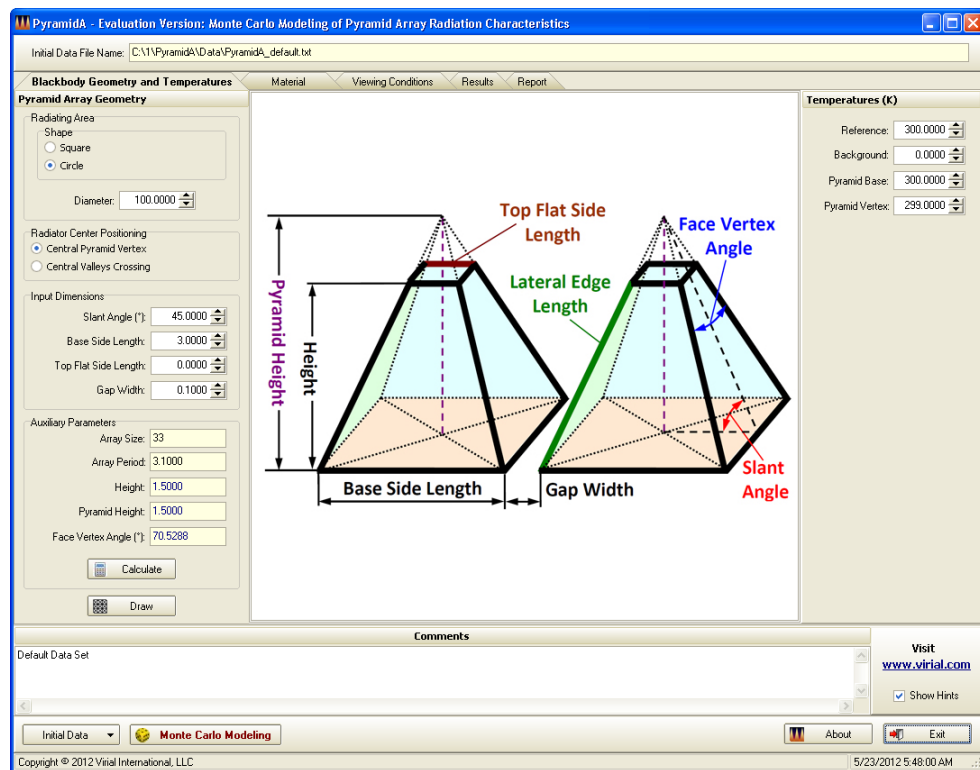 PyramidA - Evaluation Version: Monte Carlo Modeling of Pyramid Array Radiation Characteristics
Initial Data File Name: C:\1\PyramidA\Data\PyramidA_default.txt
Blackbody Geometry and Temperatures
Material
Viewing Conditions
Results
Report
Pyramid Array Geometry
Radiating Area
Shape
Square
Circle
Diameter: 100.0000
Radiator Center Positioning
Central Pyramid Vertex
Central Valleys Crossing
Input Dimensions
Slant Angle (°): 45.0000
Base Side Length: 3.0000
Top Flat Side Length: 0.0000
Gap Width: 0.1000
Auxiliary Parameters
Array Size: 33
Array Period: 3.1000
Height: 1.5000
Pyramid Height: 1.5000
Face Vertex Angle (°): 70.5288
Calculate
Draw
Top Flat Side
Length
Face Vertex
Angle
Lateral Edge
Length
Pyramid Height
Height
Base Side Length
Gap Width
Slant
Angle
Temperatures (K)
Reference: 300.0000
Background: 0.0000
Pyramid Base: 300.0000
Pyramid Vertex: 299.0000
Comments
Default Data Set
Visit
www.virial.com
Show Hints
Initial Data
Monte Carlo Modeling
About
Exit
Copyright © 2012 Virial International, LLC
5/23/2012 5:48:00 AM